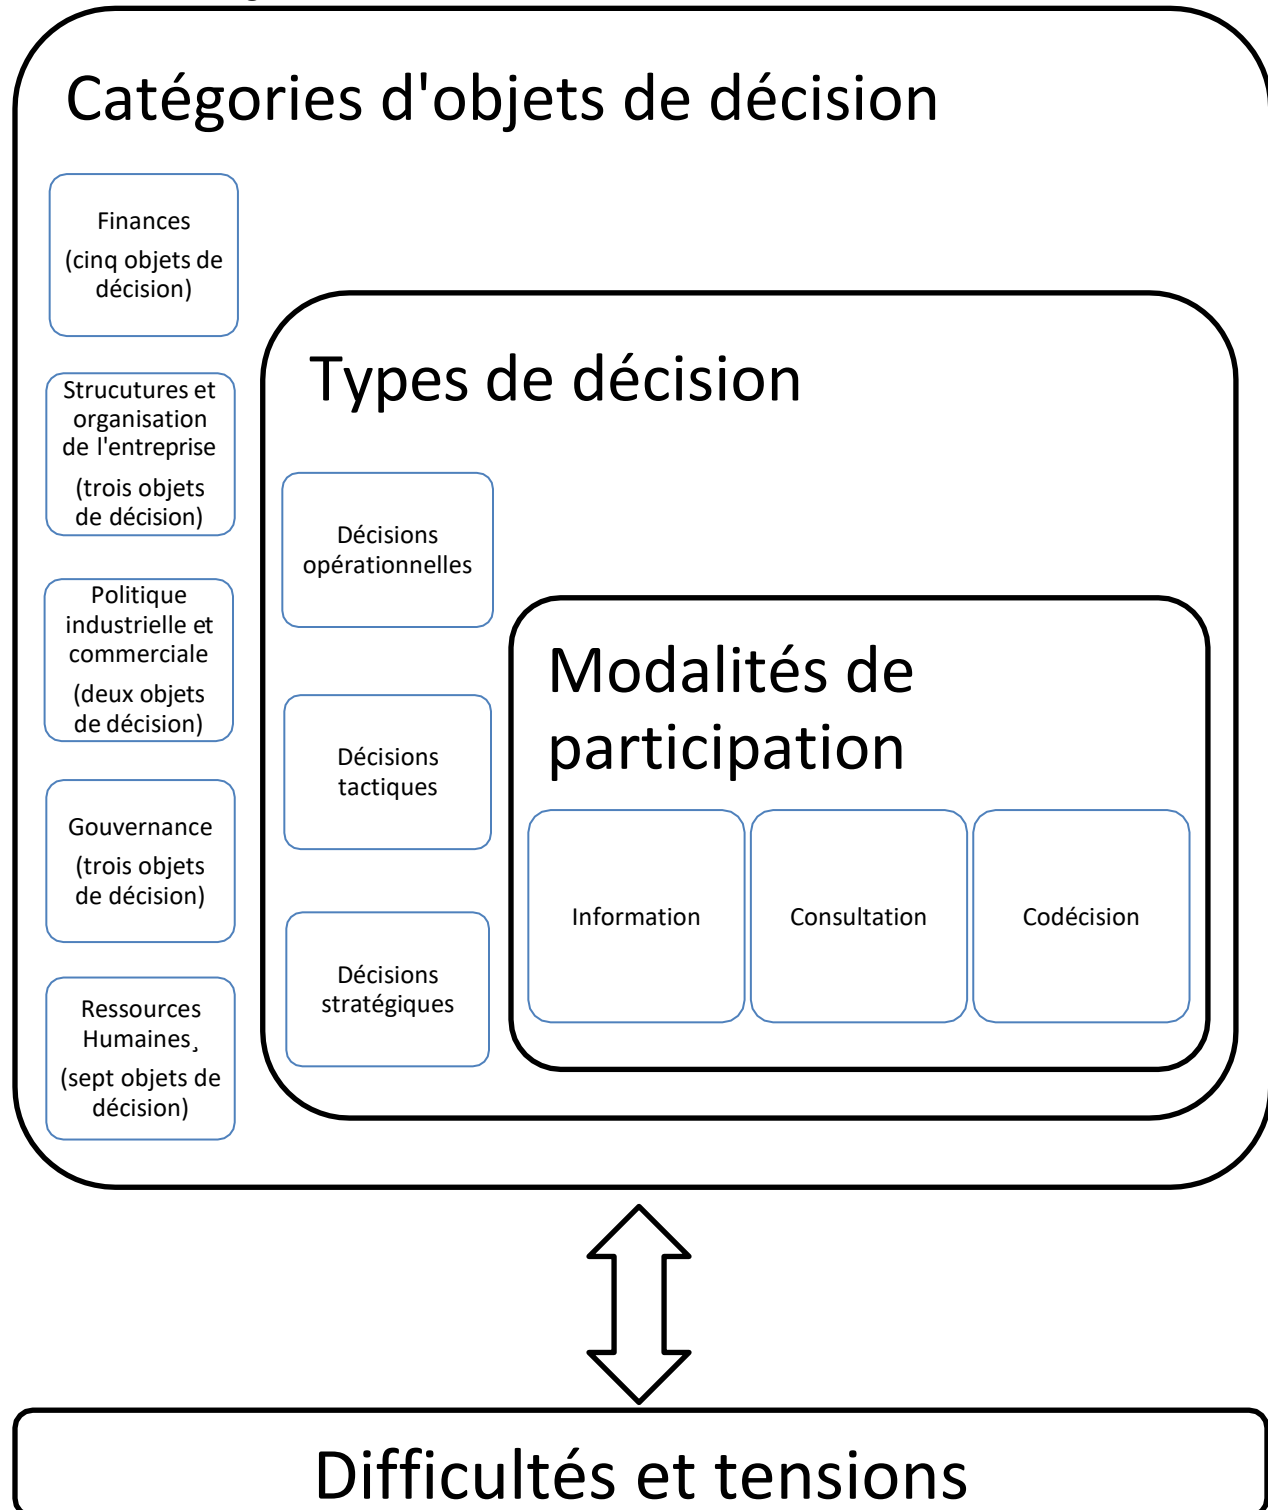 Catégories d'objets de décision
Finances
(cinq objets de
décision)
Strucutures et
organisation
de l'entreprise
(trois objets
de décision)
Politique
industrielle et
commerciale
(deux objets
de décision)
Gouvernance
(trois objets
de décision)
Ressources
Humaines¸
(sept objets de
décision)
Types de décision
Décisions
opérationnelles
Décisions
tactiques
Décisions
stratégiques
Modalités de
participation
Information
Consultation
Codécision
Difficultés et tensions